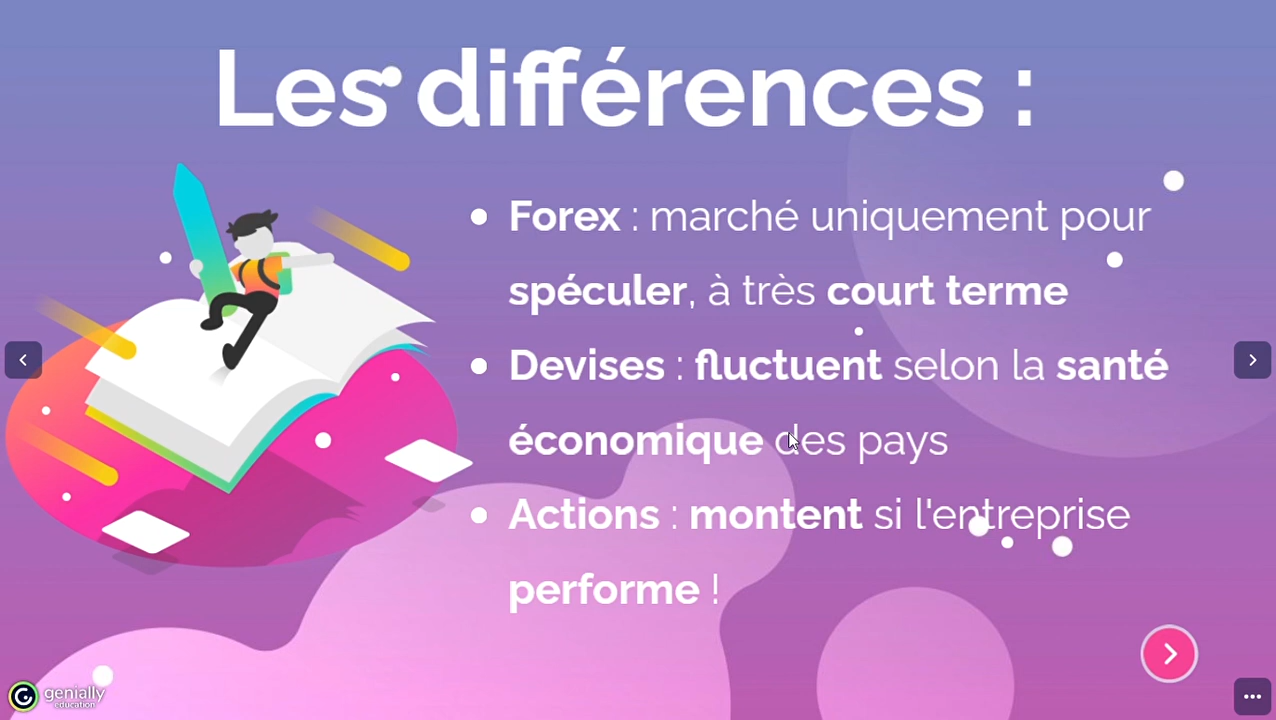 Les différences :
Forex : marché uniquement pour
spéculer, à très court terme
Devises : fluctuent selon la santé
économique des pays
Actions : montent si l'entreprise
performe !
genially
education